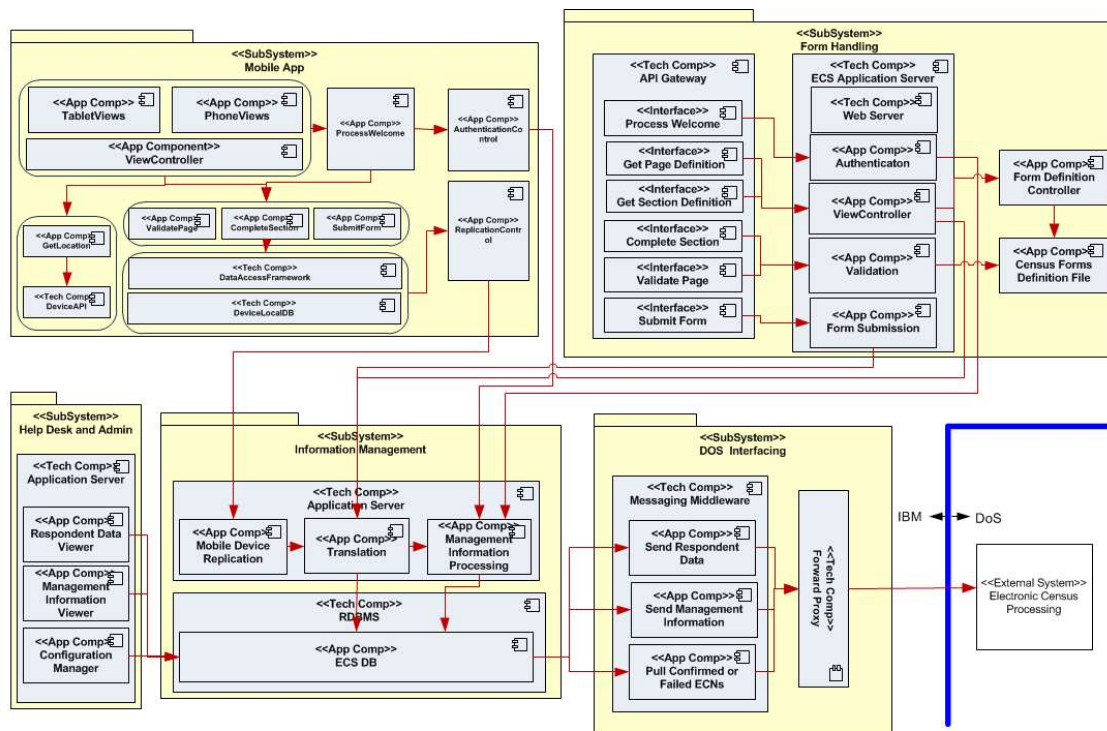 <<SubSystem>>
Mobile App
<<App Comp>>
TabletViews
<<App Comp>>
PhoneViews
<<App Component>>
ViewController
<<App Comp>>
ProcessWelcome
<<App Comp>>
AuthenticationCo
ntrol
<<App Comp>>
GetLocation
<<Tech Comp>>
DeviceAPI
<<App Comp>>
ValidatePage
<<App Comp>>
CompleteSection
<<App Comp>>
SubmitForm
<<Tech Comp>>
DataAccessFramework
<<Tech Comp>>
DeviceLocalDB
<<App Comp>>
ReplicationContr
ol
<<SubSystem>>
Form Handling
<<Tech Comp>>
API Gateway
<<Interface>>
Process Welcome
<<Interface>>
Get Page Definition
<<Interface>>
Get Section Definition
<<Interface>>
Complete Section
<<Interface>>
Validate Page
<<Interface>>
Submit Form
<<Tech Comp>>
ECS Application Server
<<Tech Comp>>
Web Server
<<App Comp>>
Authenticaton
<<App Comp>>
ViewController
<<App Comp>>
Validation
<<App Comp>>
Form Submission
<<App Comp>>
Form Definition
Controller
<<App Comp>>
Census Forms
Definition File
<<SubSystem>>
Help Desk and Admin
<<Tech Comp>>
Application Server
<<App Comp>>
Respondent Data
Viewer
<<App Comp>>
Management
Information
Viewer
<<App Comp>>
Configuration
Manager
<<SubSystem>>
Information Management
<<Tech Comp>>
Application Server
<<App Comp>>
Mobile Device
Replication
<<App Comp>>
Translation
<<App Comp>>
Management
Information
Processing
<<Tech Comp>>
RDBMS
<<App Comp>>
ECS DB
<<SubSystem>>
DOS Interfacing
<<Tech Comp>>
Messaging Middleware
<<App Comp>>
Send Respondent
Data
<<App Comp>>
Send Management
Information
<<App Comp>>
Pull Confirmed or
Failed ECNs
<<Tech Comp>>
Forward Proxy
IBM
DoS
<<External System>>
Electronic Census
Processing